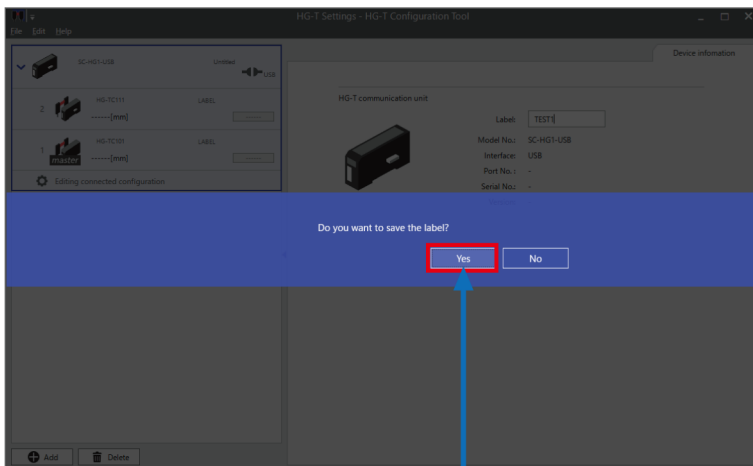 HG-T Settings - HG-T Configuration Tool
File Edit Help
Device infomation
SC-HG1-USB
Untitled
USB
2
HG-TC111
LABEL
------[mm]
1
master
HG-TC101
LABEL
------[mm]
Editing connected configuration
HG-T communication unit
Label: TEST1
Model No.: SC-HG1-USB
Interface: USB
Port No. : -
Serial No.: -
Do you want to save the label?
Yes
No
Add
Delete